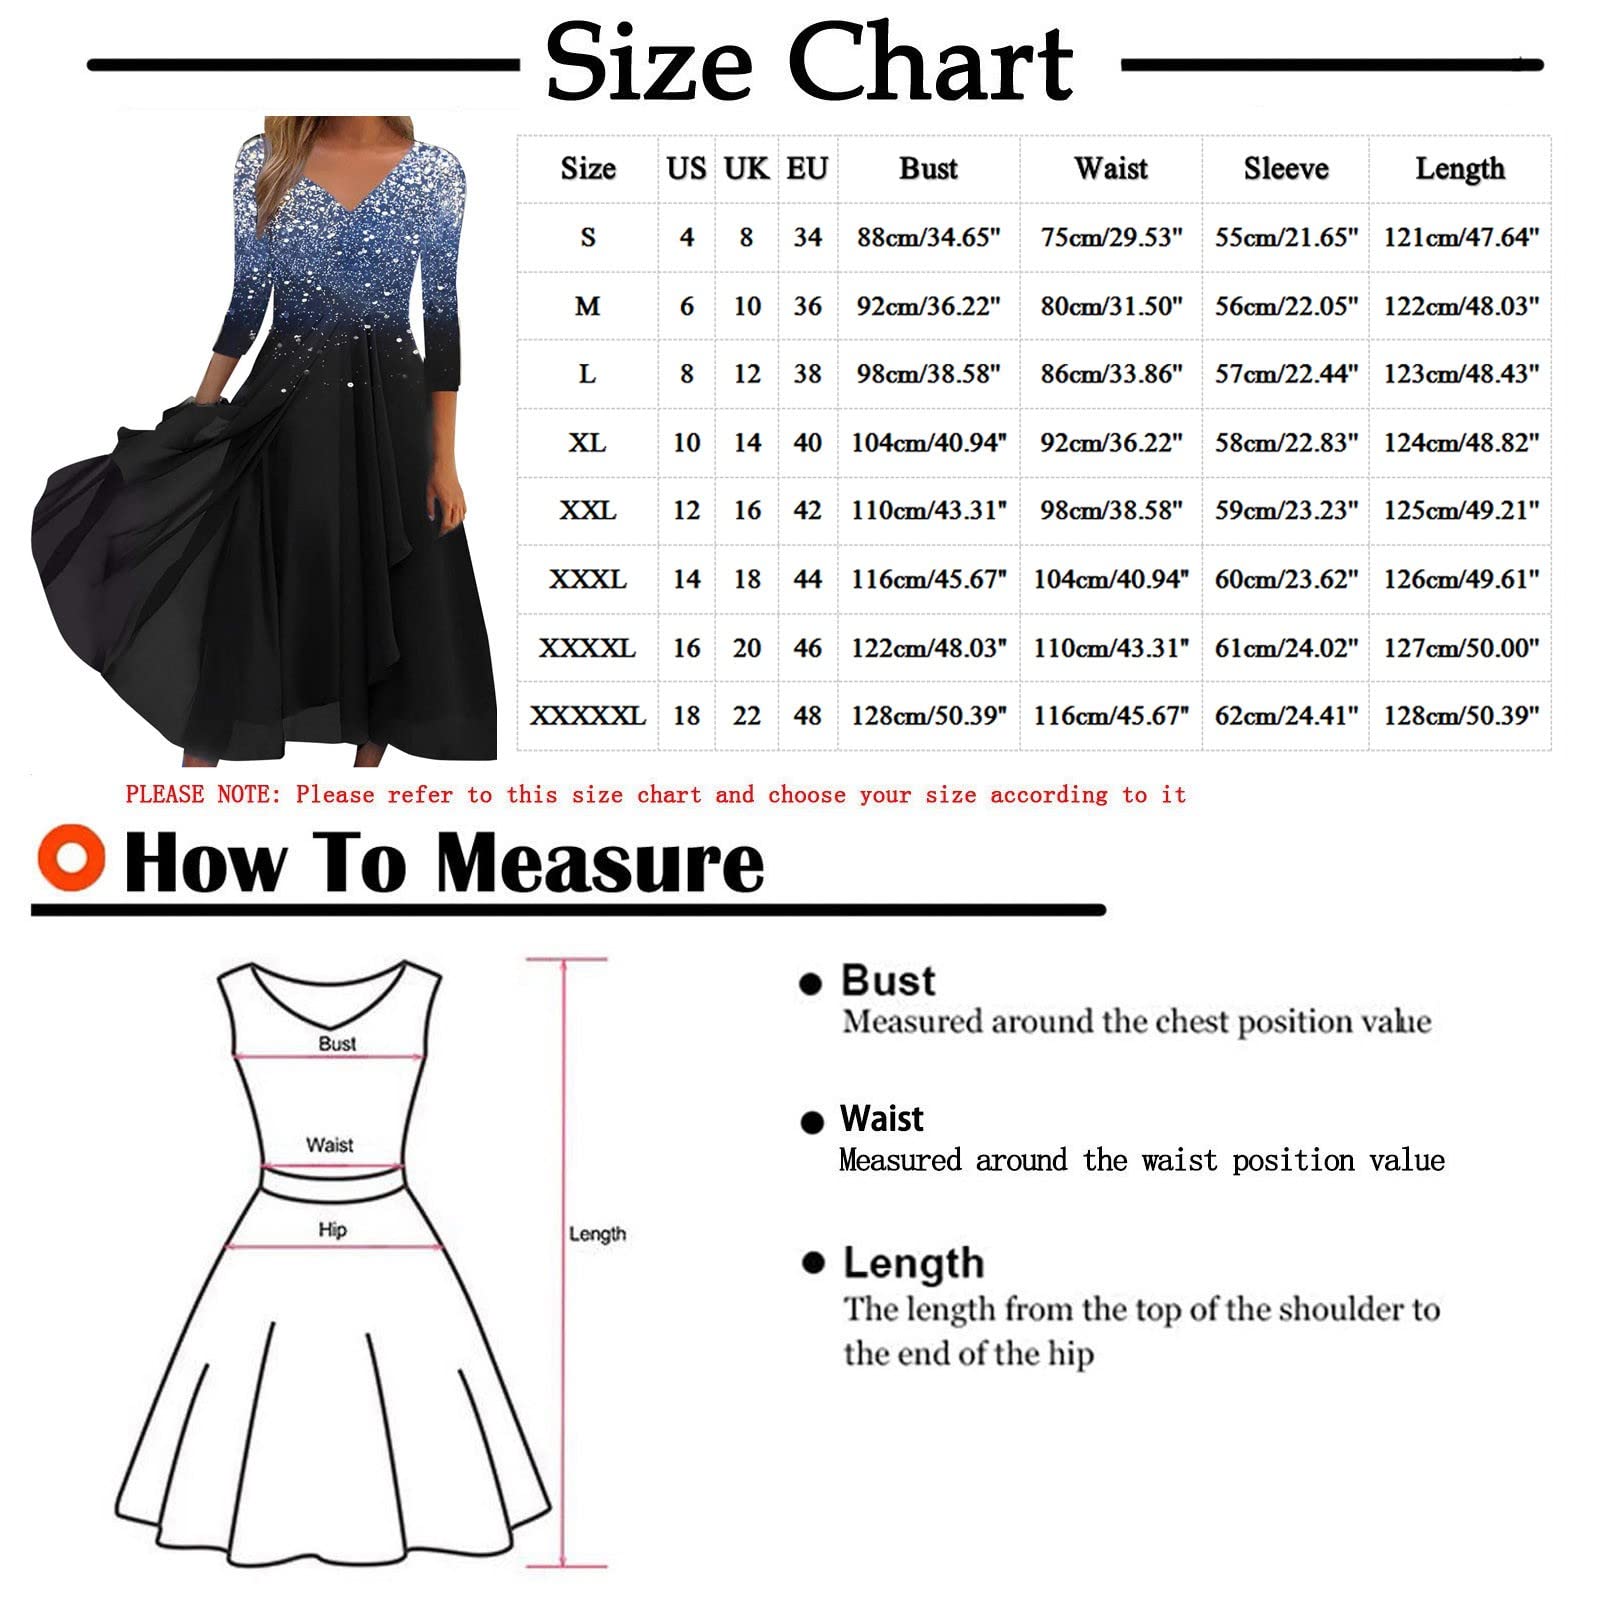 Size Chart
Size US UK EU Bust Waist Sleeve Length
S 4 8 34 88cm/34.65" 75cm/29.53" 55cm/21.65" 121cm/47.64"
M 6 10 36 92cm/36.22" 80cm/31.50" 56cm/22.05" 122cm/48.03"
L 8 12 38 98cm/38.58" 86cm/33.86" 57cm/22.44" 123cm/48.43"
XL 10 14 40 104cm/40.94" 92cm/36.22" 58cm/22.83" 124cm/48.82"
XXL 12 16 42 110cm/43.31" 98cm/38.58" 59cm/23.23" 125cm/49.21"
XXXL 14 18 44 116cm/45.67" 104cm/40.94" 60cm/23.62" 126cm/49.61"
XXXXL 16 20 46 122cm/48.03" 110cm/43.31" 61cm/24.02" 127cm/50.00"
XXXXXL 18 22 48 128cm/50.39" 116cm/45.67" 62cm/24.41" 128cm/50.39"
PLEASE NOTE: Please refer to this size chart and choose your size according to it
How To Measure
Bust
Waist
Hip
Length
Bust
Measured around the chest position value
Waist
Measured around the waist position value
Length
The length from the top of the shoulder to
the end of the hip